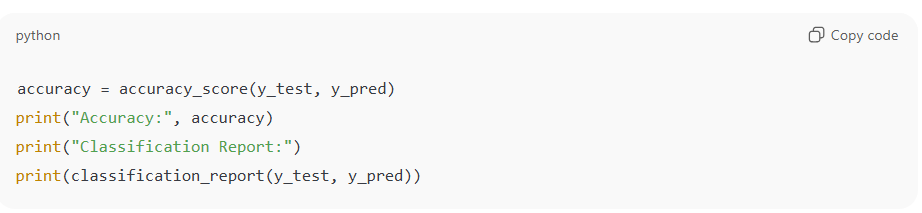 python
Copy code
accuracy = accuracy_score(y_test, y_pred)
print("Accuracy:", accuracy)
print("Classification Report:")
print(classification_report(y_test, y_pred))